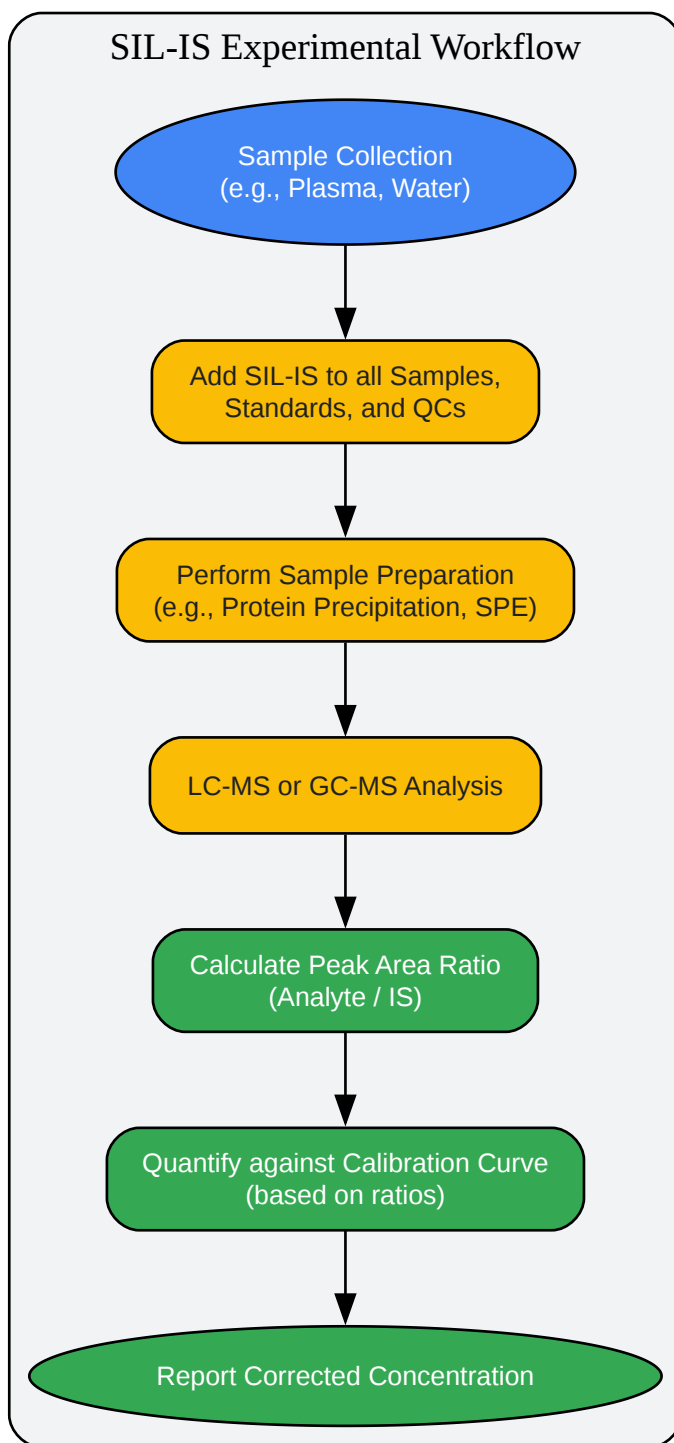 SIL-IS Experimental Workflow
Sample Collection
(e.g., Plasma, Water)
Add SIL-IS to all Samples,
Standards, and QCs
Perform Sample Preparation
(e.g., Protein Precipitation, SPE)
LC-MS or GC-MS Analysis
Calculate Peak Area Ratio
(Analyte / IS)
Quantify against Calibration Curve
(based on ratios)
Report Corrected Concentration